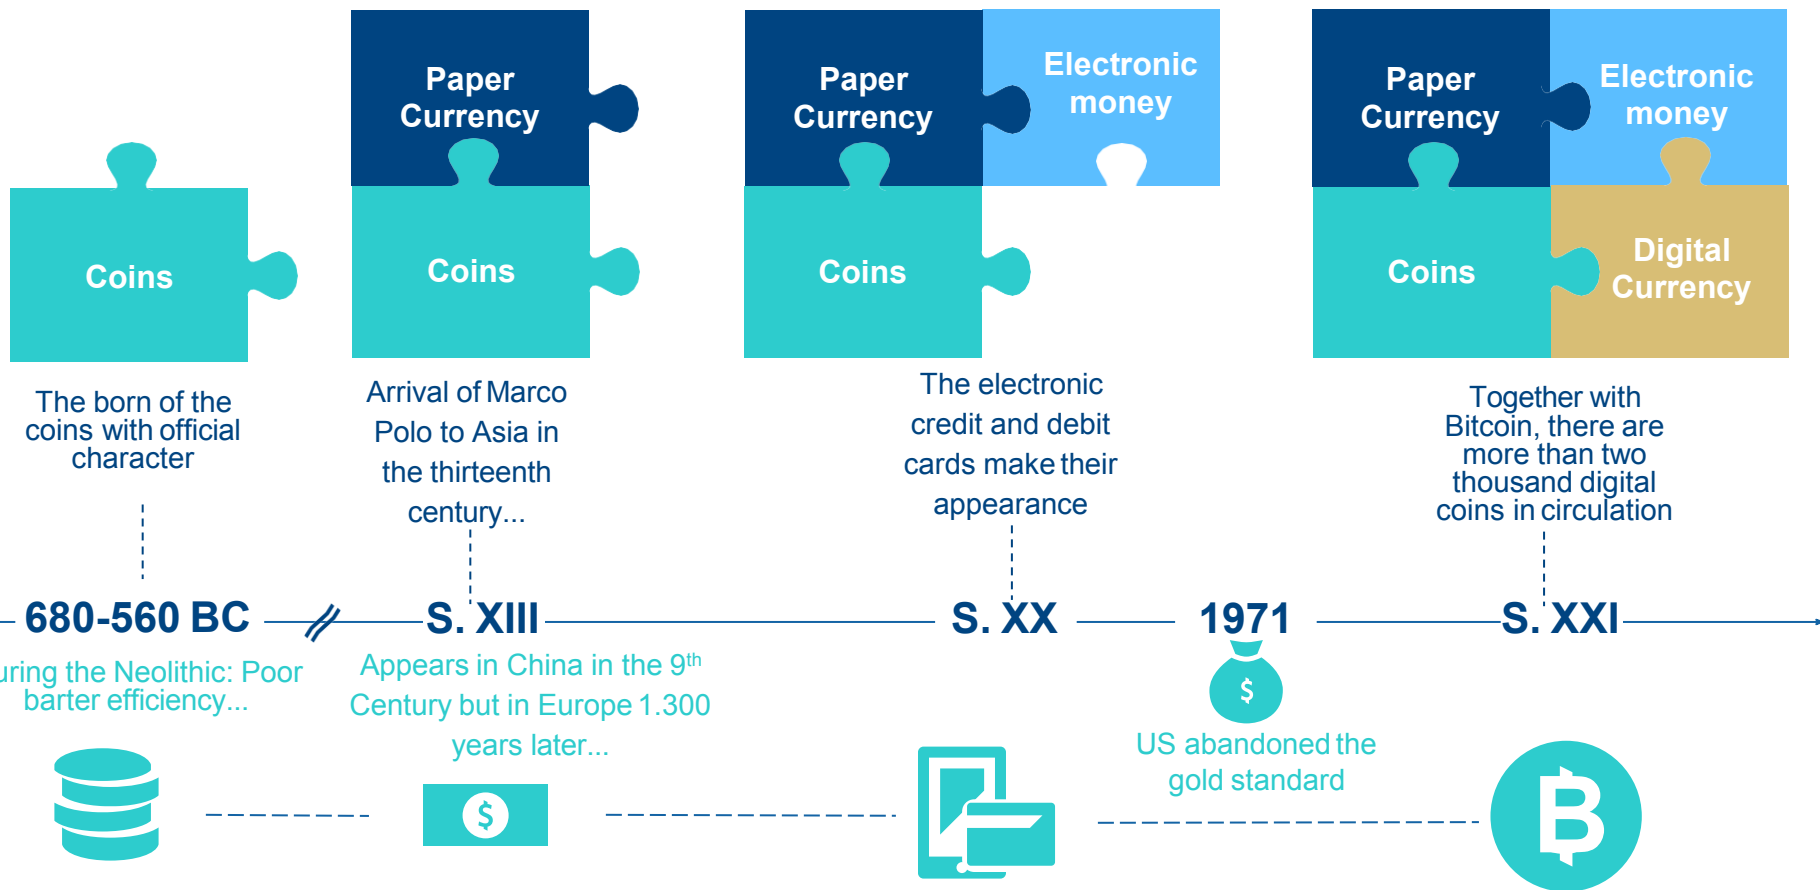 Coins
The born of the
coins with official
character
680-560 BC
uring the Neolithic: Poor
barter efficiency...
Paper
Currency
Coins
Arrival of Marco
Polo to Asia in
the thirteenth
century...
S. XIII
Appears in China in the 9th
Century but in Europe 1.300
years later...
$
Paper
Currency
Electronic
money
Coins
The electronic
credit and debit
cards make their
appearance
S. XX
1971
$
US abandoned the
gold standard
Paper
Currency
Electronic
money
Coins
Digital
Currency
Together with
Bitcoin, there are
more than two
thousand digital
coins in circulation
S. XXI